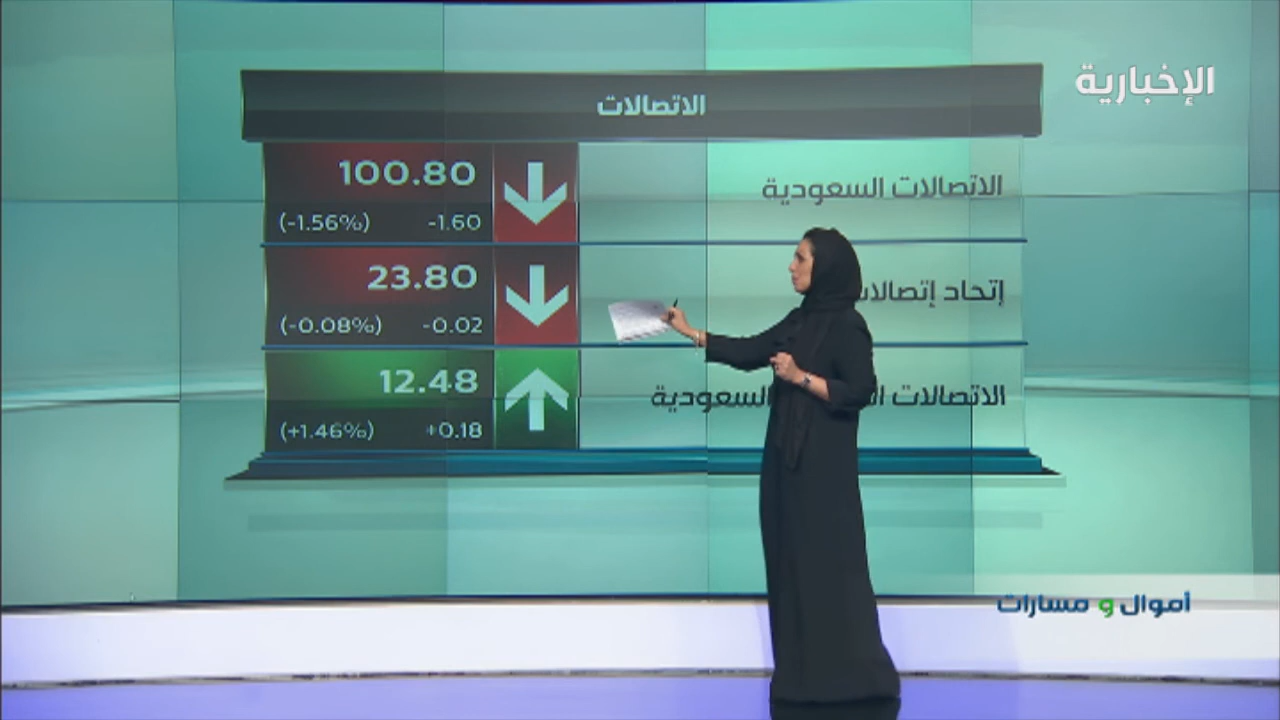 الإخبارية
الاتصالات
الاتصالات السعودية
100.80
-1.60 (-1.56%)
إتحاد إتصالات
23.80
-0.02 (-0.08%)
الاتصالات السعودية
12.48
+0.18 (+1.46%)
أموال و مسارات